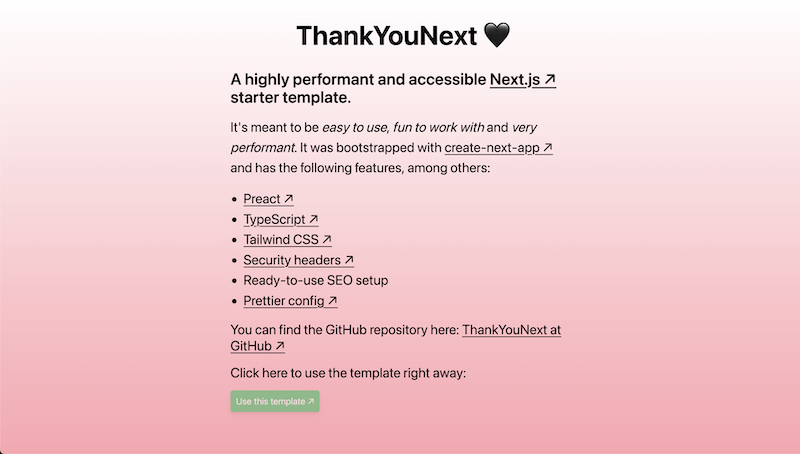 ThankYouNext 🖤
A highly performant and accessible Next.js ↗
starter template.
It's meant to be easy to use, fun to work with and very
performant. It was bootstrapped with create-next-app ↗
and has the following features, among others:
• Preact ↗
• TypeScript ↗
• Tailwind CSS ↗
• Security headers ↗
• Ready-to-use SEO setup
• Prettier config ↗
You can find the GitHub repository here: ThankYouNext at
GitHub ↗
Click here to use the template right away:
Use this template ↗